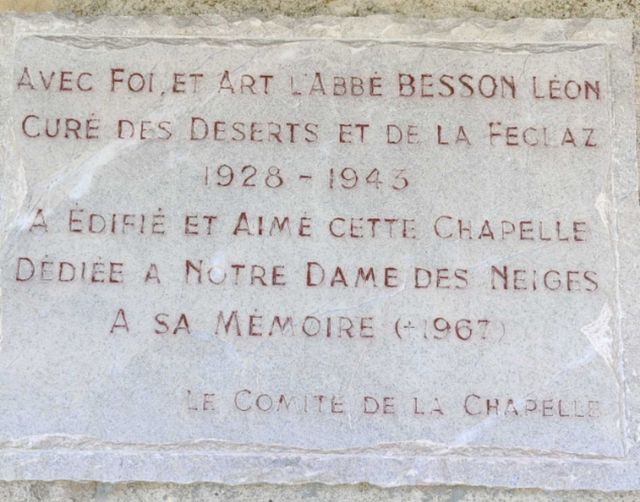 AVEC FOI, ET ART L'ABBÉ BESSON LÉON
CURÉ DES DESERTS ET DE LA FECLAZ
1928 - 1943
A ÉDIFIÉ ET AIMÉ CETTE CHAPELLE
DÉDIÉE A NOTRE DAME DES NEIGES
A SA MÉMOIRE (+1967)
LE COMITÉ DE LA CHAPELLE